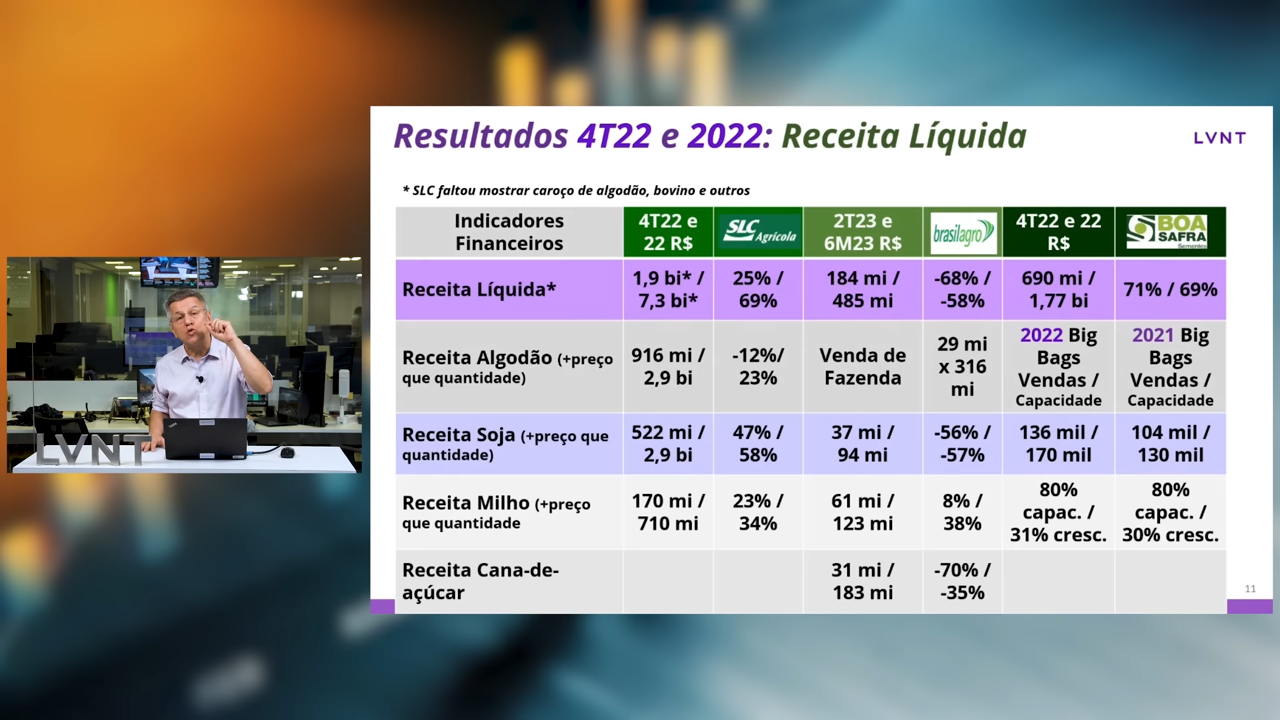 Resultados 4T22 e 2022: Receita Líquida
LVNT
* SLC faltou mostrar caroço de algodão, bovino e outros
Indicadores
Financeiros
4T22 e
22 R$
SLC
Agrícola
2T23 e
6M23 R$
brasilagro
4T22 e 22
R$
BOA
SAFRA
Sementes
Receita Líquida*
1,9 bi* /
7,3 bi*
25% /
69%
184 mi /
485 mi
-68% /
-58%
690 mi /
1,77 bi
71% / 69%
Receita Algodão (+preço
que quantidade)
916 mi /
2,9 bi
-12%/
23%
Venda de
Fazenda
29 mi
x 316
mi
2022 Big
Bags
Vendas /
Capacidade
2021 Big
Bags
Vendas /
Capacidade
Receita Soja (+preço que
quantidade)
522 mi /
2,9 bi
47% /
58%
37 mi /
94 mi
-56% /
-57%
136 mil /
170 mil
104 mil /
130 mil
Receita Milho (+preço
que quantidade
170 mi /
710 mi
23% /
34%
61 mi /
123 mi
8% /
38%
80%
capac. /
31% cresc.
80%
capac. /
30% cresc.
Receita Cana-de-
açúcar
31 mi /
183 mi
-70% /
-35%
11
LVNT